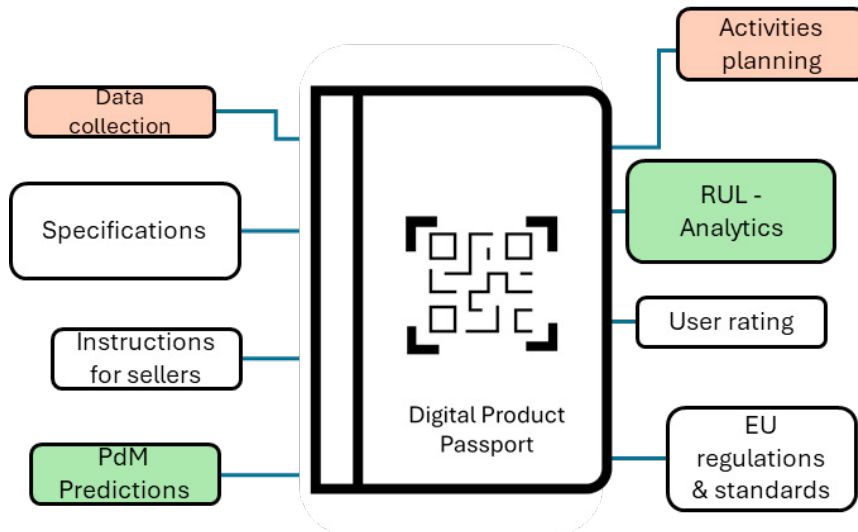 Activities
planning
Data
collection
Specifications
RUL -
Analytics
Instructions
for sellers
User rating
Digital Product
Passport
PdM
Predictions
EU
regulations
& standards